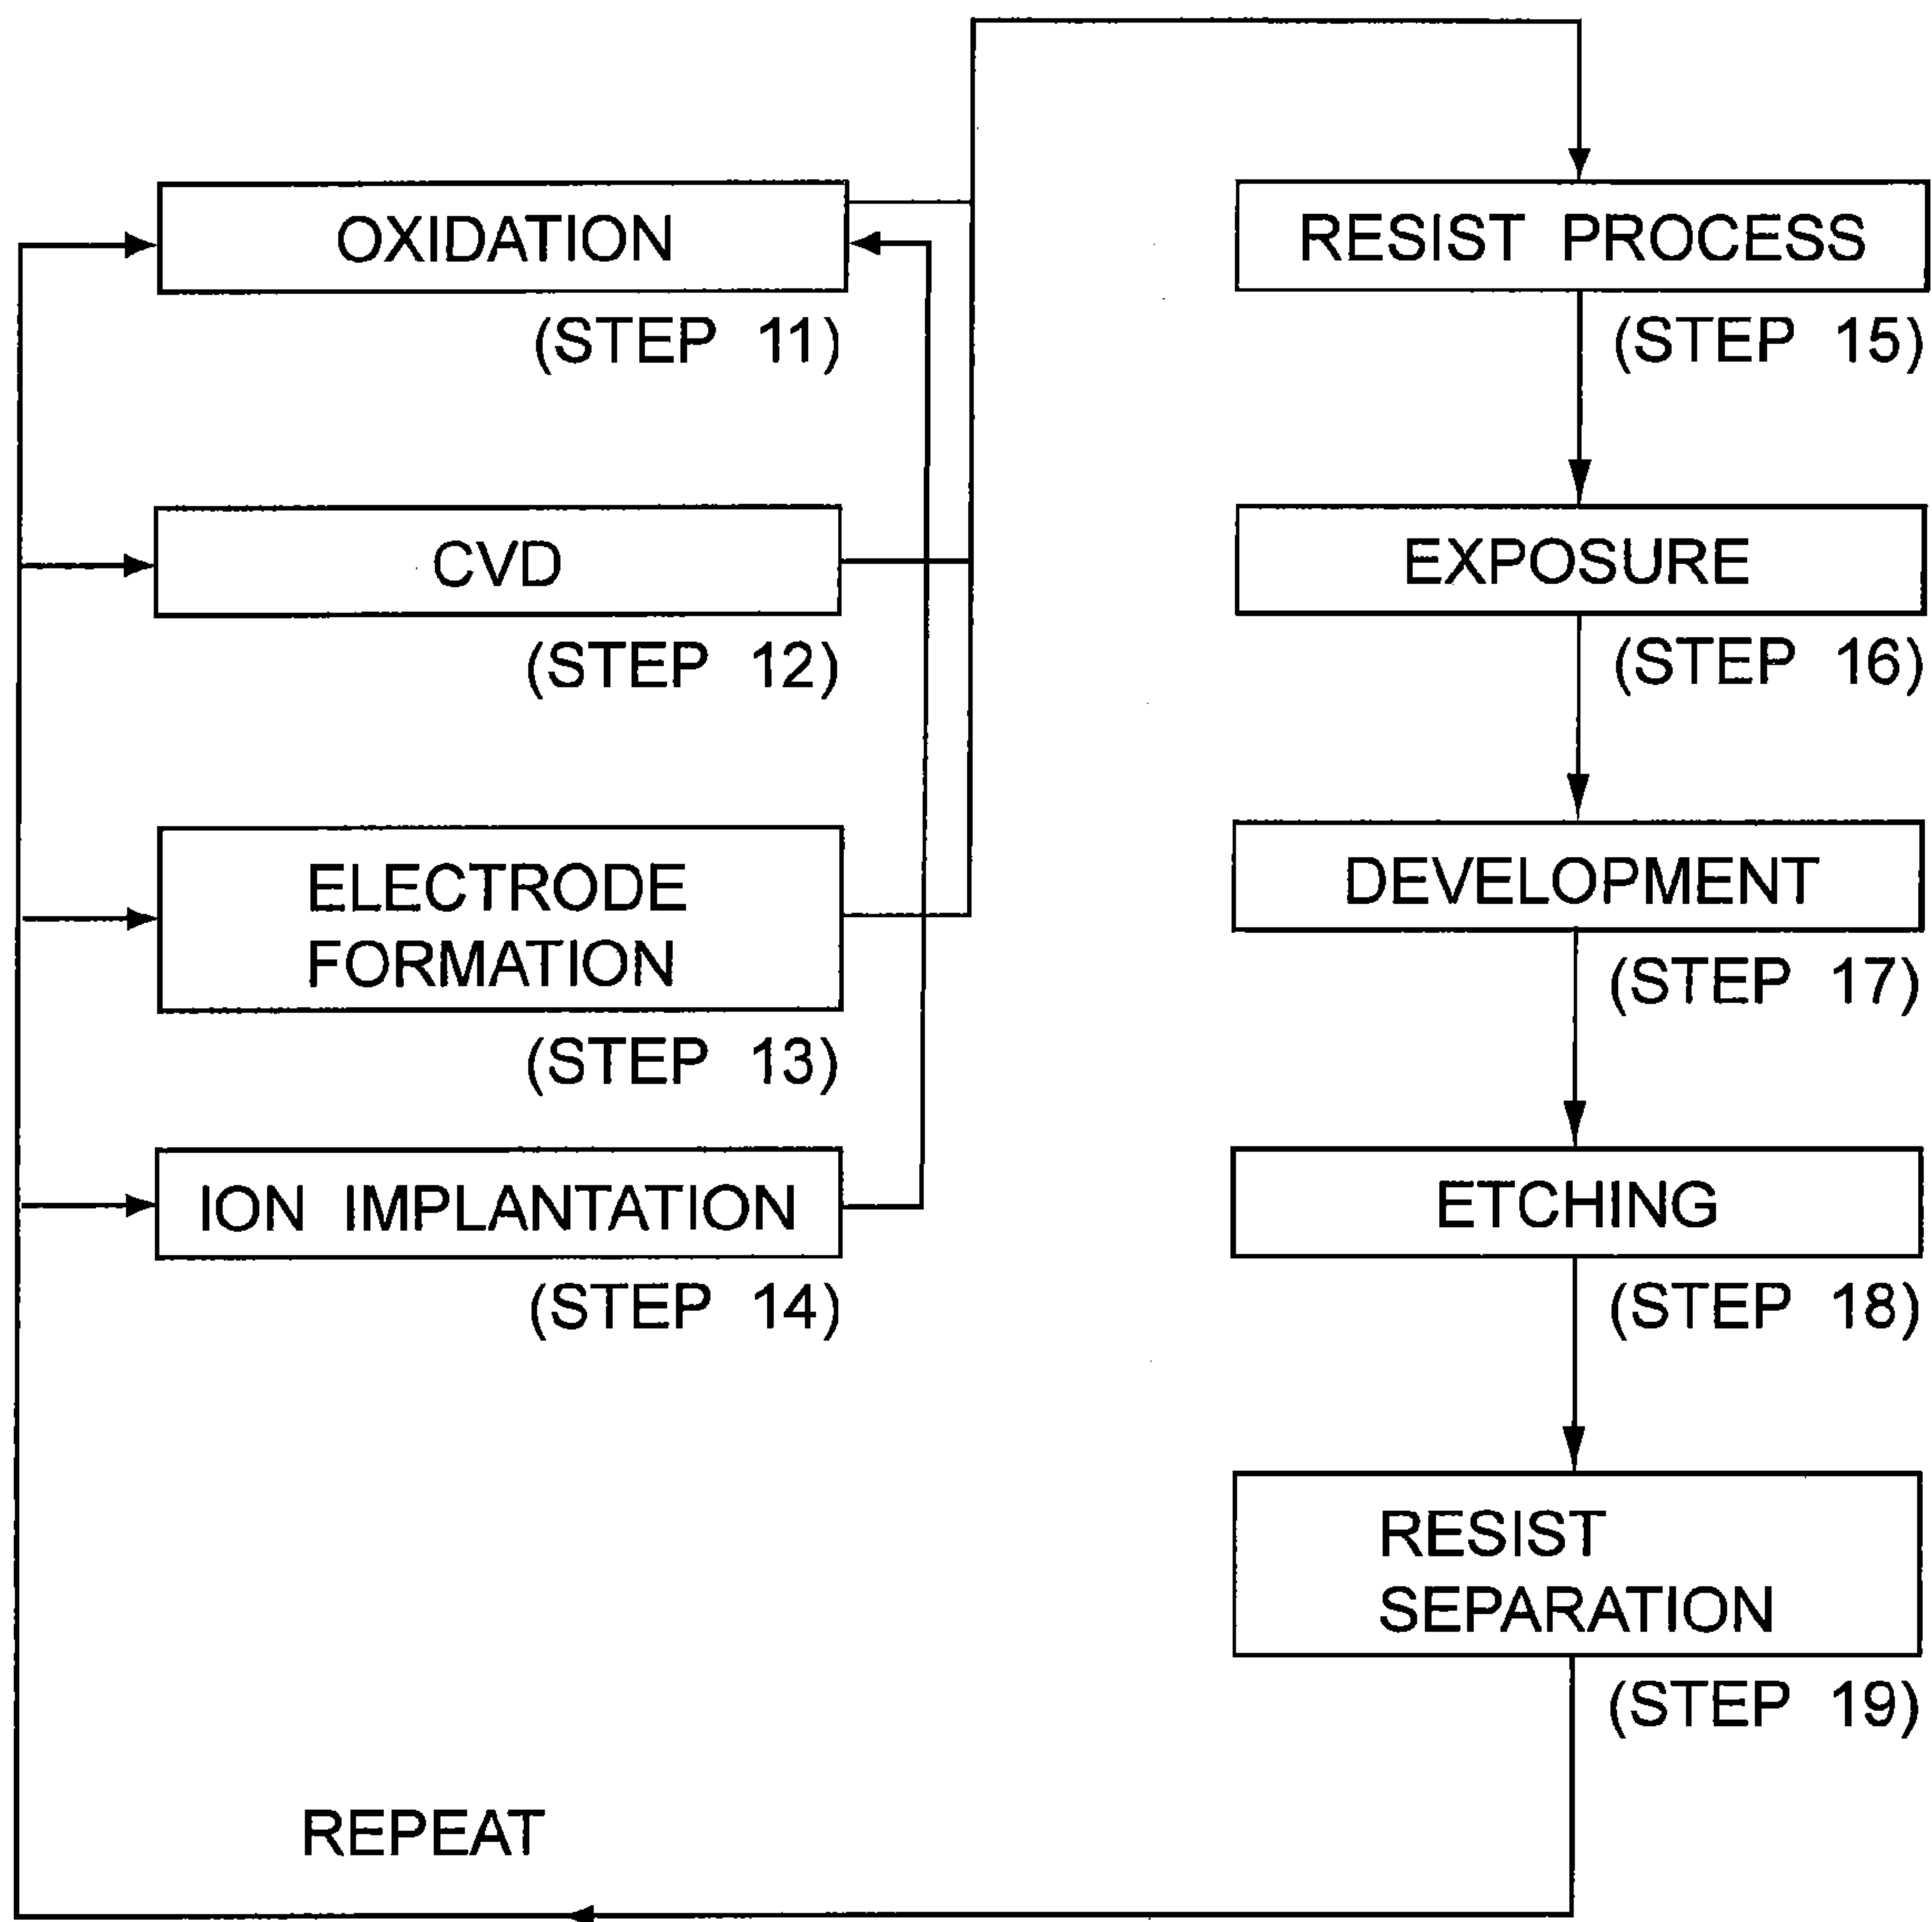 OXIDATION
(STEP 11)
CVD
(STEP 12)
ELECTRODE
FORMATION
(STEP 13)
ION IMPLANTATION
(STEP 14)
RESIST PROCESS
(STEP 15)
EXPOSURE
(STEP 16)
DEVELOPMENT
(STEP 17)
ETCHING
(STEP 18)
RESIST
SEPARATION
(STEP 19)
REPEAT